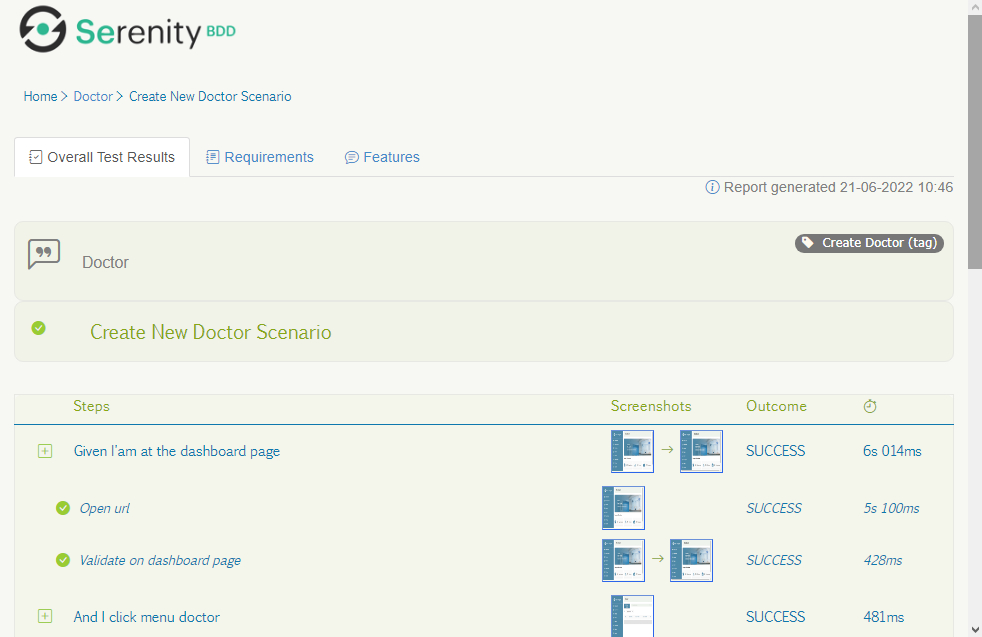 Serenity BDD
Home > Doctor > Create New Doctor Scenario
Overall Test Results Requirements Features
Report generated 21-06-2022 10:46
Create Doctor (tag)
Doctor
Create New Doctor Scenario
Steps Screenshots Outcome
Given I'am at the dashboard page SUCCESS 6s 014ms
Open url SUCCESS 5s 100ms
Validate on dashboard page SUCCESS 428ms
And I click menu doctor SUCCESS 481ms